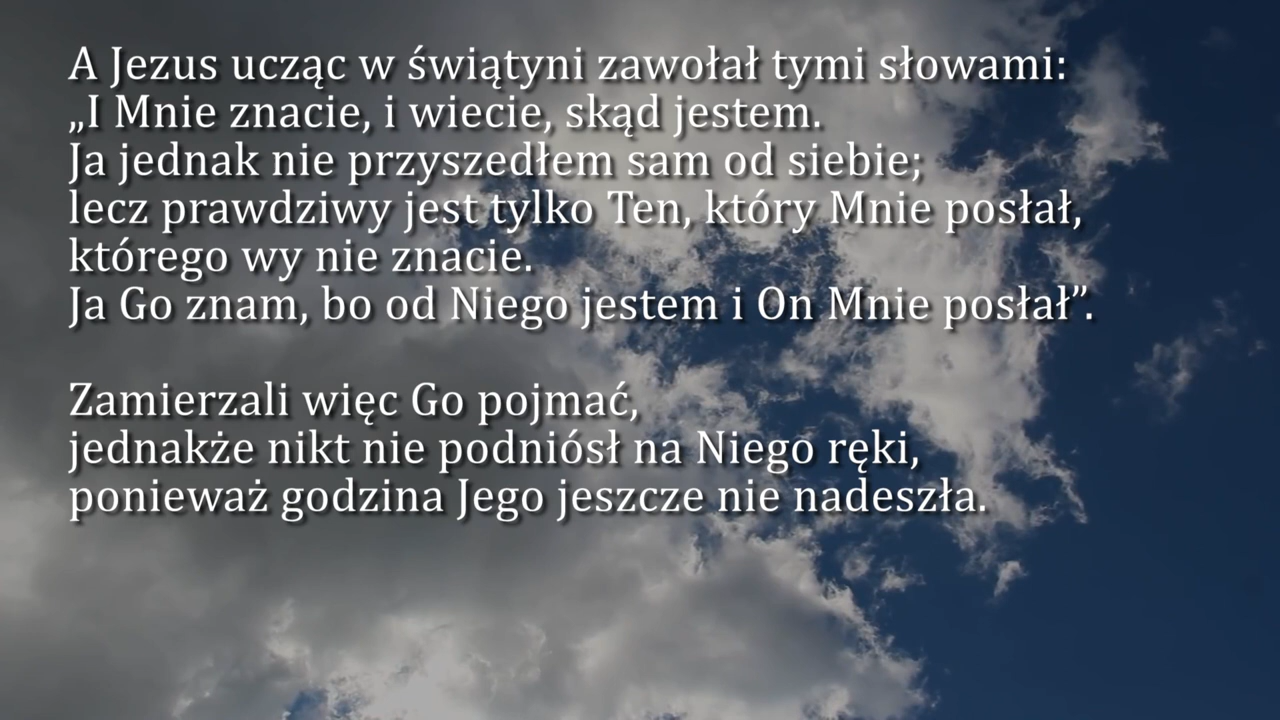 A Jezus ucząc w świątyni zawołał tymi słowami:
„I Mnie znacie, i wiecie, skąd jestem.
Ja jednak nie przyszedłem sam od siebie;
lecz prawdziwy jest tylko Ten, który Mnie posłał,
którego wy nie znacie.
Ja Go znam, bo od Niego jestem i On Mnie posłał”.
Zamierzali więc Go pojmać,
jednakże nikt nie podniósł na Niego ręki,
ponieważ godzina Jego jeszcze nie nadeszła.